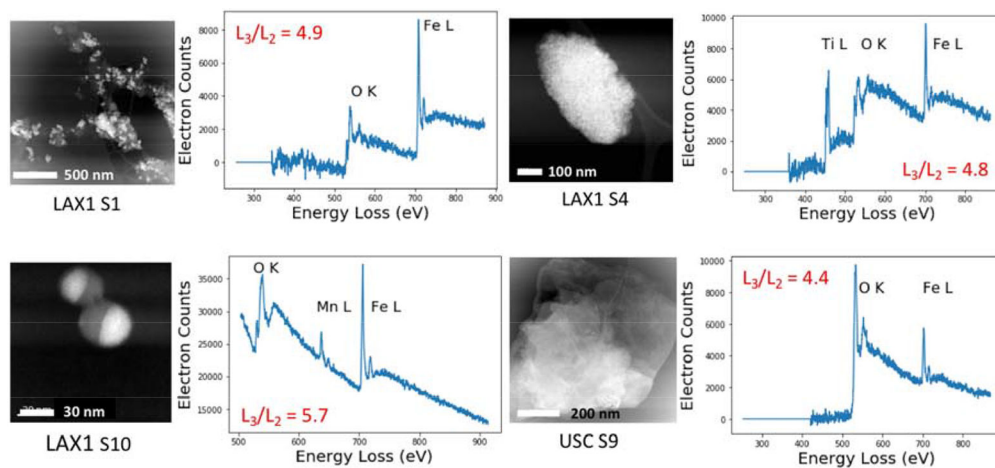 L₃/L₂ = 4.9
O K
Fe L
Electron Counts
8000
6000
4000
2000
0
300 400 500 600 700 800 900
Energy Loss (eV)
500 nm
LAX1 S1
Ti L O K Fe L
Electron Counts
10000
8000
6000
4000
2000
0
L₃/L₂ = 4.8
300 400 500 600 700 800
Energy Loss (eV)
100 nm
LAX1 S4
O K
Mn L
Fe L
Electron Counts
35000
30000
25000
20000
15000
L₃/L₂ = 5.7
500 550 600 650 700 750 800 850 900
Energy Loss (eV)
30 nm
LAX1 S10
L₃/L₂ = 4.4
O K
Fe L
Electron Counts
10000
8000
6000
4000
2000
0
300 400 500 600 700 800
Energy Loss (eV)
200 nm
USC S9